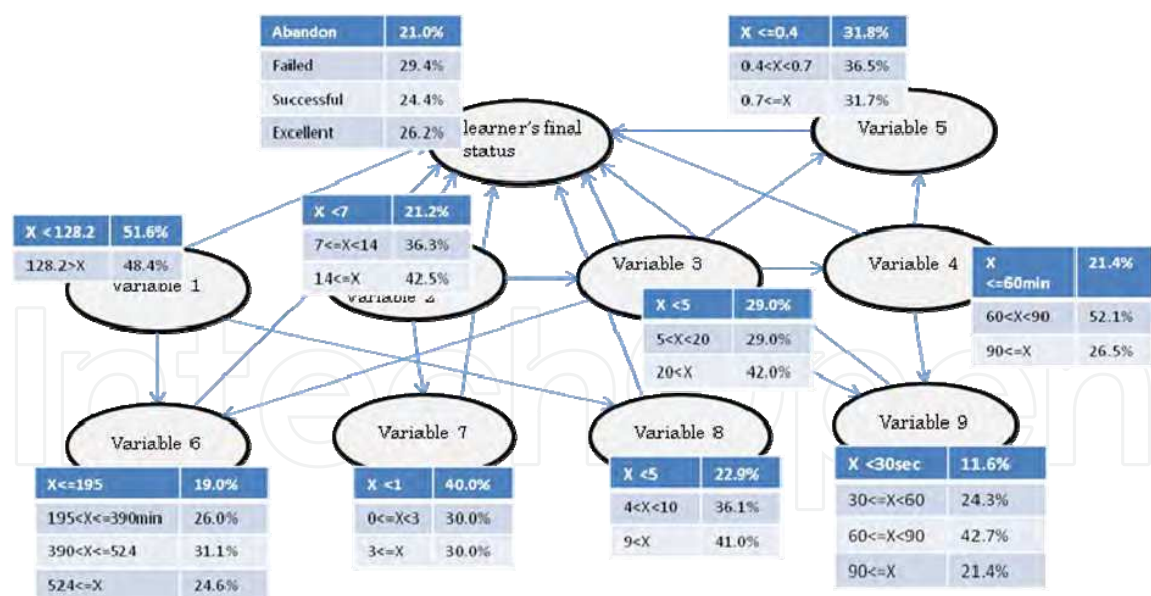 Abandon 21.0%
Failed 29.4%
Successful 24.4%
Excellent 26.2%
learner's final
status
X <=0.4 31.8%
0.4<X<0.7 36.5%
0.7<=X 31.7%
Variable 5
X <128.2 51.6%
128.2>X 48.4%
Variable 1
X <7 21.2%
7<=X<14 36.3%
14<=X 42.5%
Variable 2
Variable 3
X <5 29.0%
5<X<20 29.0%
20<X 42.0%
Variable 4
X
<=60min 21.4%
60<X<90 52.1%
90<=X 26.5%
Variable 6
X<=195 19.0%
195<X<=390min 26.0%
390<X<=524 31.1%
524<=X 24.6%
Variable 7
X <1 40.0%
0<=X<3 30.0%
3<=X 30.0%
Variable 8
X <5 22.9%
4<X<10 36.1%
9<X 41.0%
Variable 9
X <30sec 11.6%
30<=X<60 24.3%
60<=X<90 42.7%
90<=X 21.4%
IntechOpen